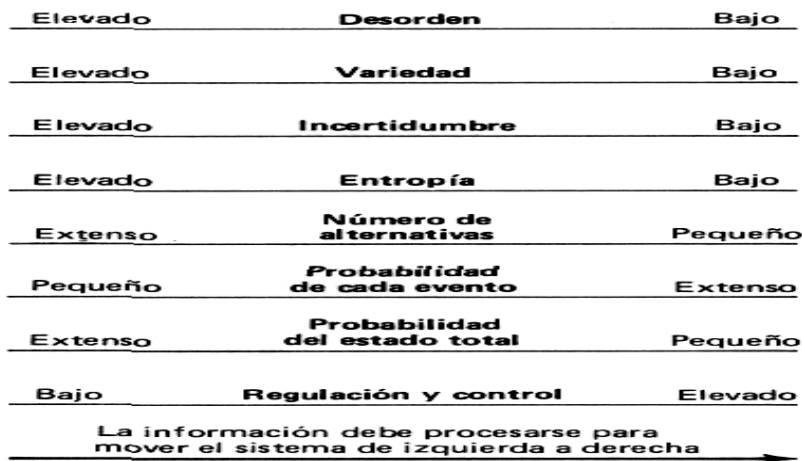 Elevado Desorden Bajo
Elevado Variedad Bajo
Elevado Incertidumbre Bajo
Elevado Entropía Bajo
Número de
Extenso alternativas Pequeño
Probabilidad
Pequeño de cada evento Extenso
Probabilidad
Extenso del estado total Pequeño
Bajo Regulación y control Elevado
La información debe procesarse para
mover el sistema de izquierda a derecha